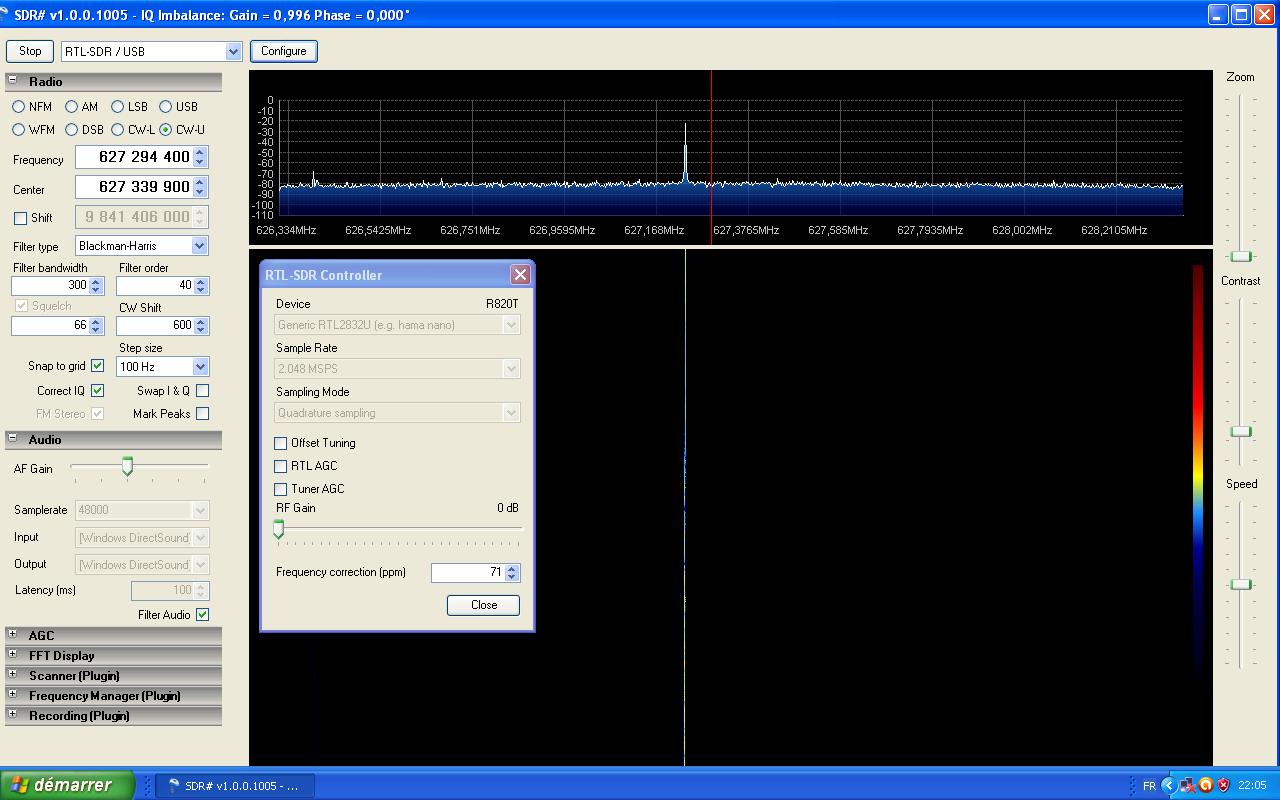 SDR# v1.0.0.1005 - IQ Imbalance: Gain = 0,996 Phase = 0,000°
Stop RTL-SDR / USB Configure
Radio
NFM AM LSB USB
WFM DSB CW-L CW-U
Frequency 627 294 400
Center 627 339 900
Shift 9 841 406 000
Filter type Blackman-Harris
Filter bandwidth Filter order
300 40
Squelch CW Shift
66 600
Step size
Snap to grid 100 Hz
Correct IQ Swap I & Q
FM Stereo Mark Peaks
Audio
AF Gain
Samplerate 48000
Input [Windows DirectSound]
Output [Windows DirectSound]
Latency (ms) 100
Filter Audio
AGC
FFT Display
Scanner (Plugin)
Frequency Manager (Plugin)
Recording (Plugin)
0
-10
-20
-30
-40
-50
-60
-70
-80
-90
-100
-110
626,334MHz 626,5425MHz 626,751MHz 626,9595MHz 627,168MHz 627,3765MHz 627,585MHz 627,7935MHz 628,002MHz 628,2105MHz
RTL-SDR Controller
Device R820T
Generic RTL2832U (e.g. hama nano)
Sample Rate
2.048 MSPS
Sampling Mode
Quadrature sampling
Offset Tuning
RTL AGC
Tuner AGC
RF Gain 0 dB
Frequency correction (ppm) 71
Close
Zoom
Contrast
Speed
démarrer SDR# v1.0.0.1005 - ... FR 22:05